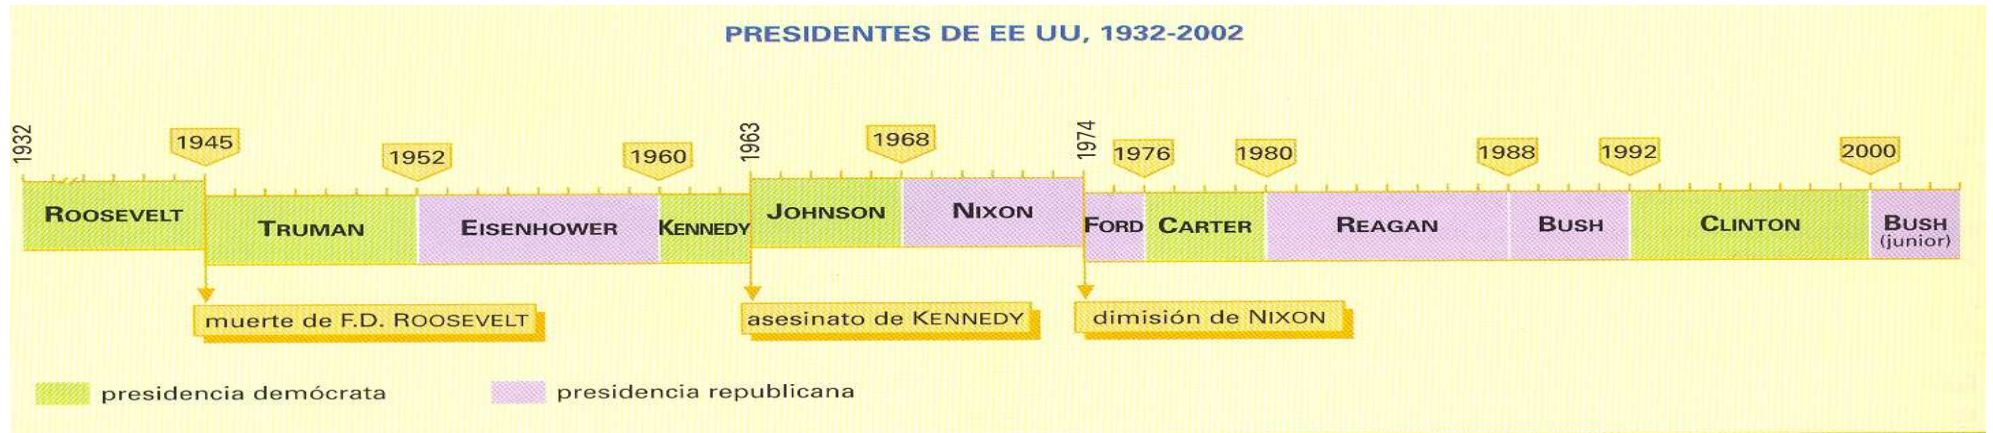 PRESIDENTES DE EE UU, 1932-2002
1932
1945
1952
1960
1963
1968
1974
1976
1980
1988
1992
2000
ROOSEVELT
TRUMAN
EISENHOWER
KENNEDY
JOHNSON
NIXON
FORD
CARTER
REAGAN
BUSH
CLINTON
BUSH
(junior)
muerte de F.D. ROOSEVELT
asesinato de KENNEDY
dimisión de NIXON
presidencia demócrata
presidencia republicana